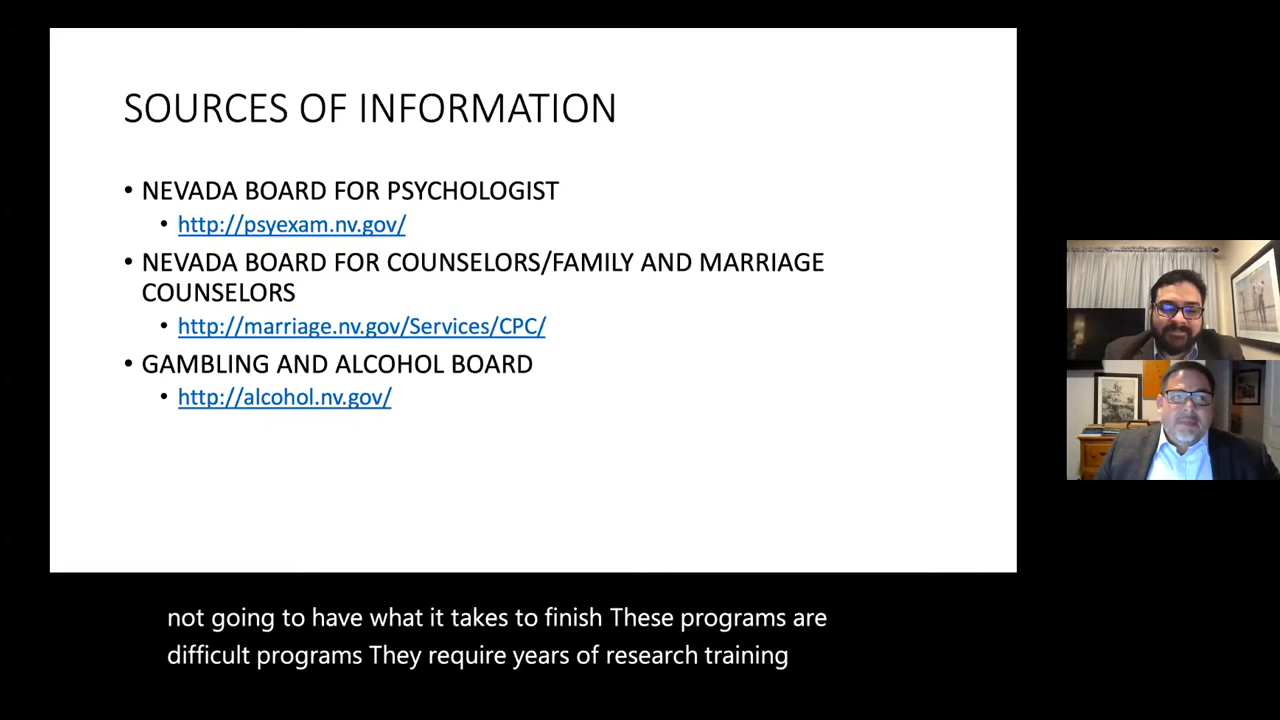 SOURCES OF INFORMATION
• NEVADA BOARD FOR PSYCHOLOGIST
• http://psyexam.nv.gov/
• NEVADA BOARD FOR COUNSELORS/FAMILY AND MARRIAGE
COUNSELORS
• http://marriage.nv.gov/Services/CPC/
• GAMBLING AND ALCOHOL BOARD
• http://alcohol.nv.gov/
not going to have what it takes to finish These programs are
difficult programs They require years of research training